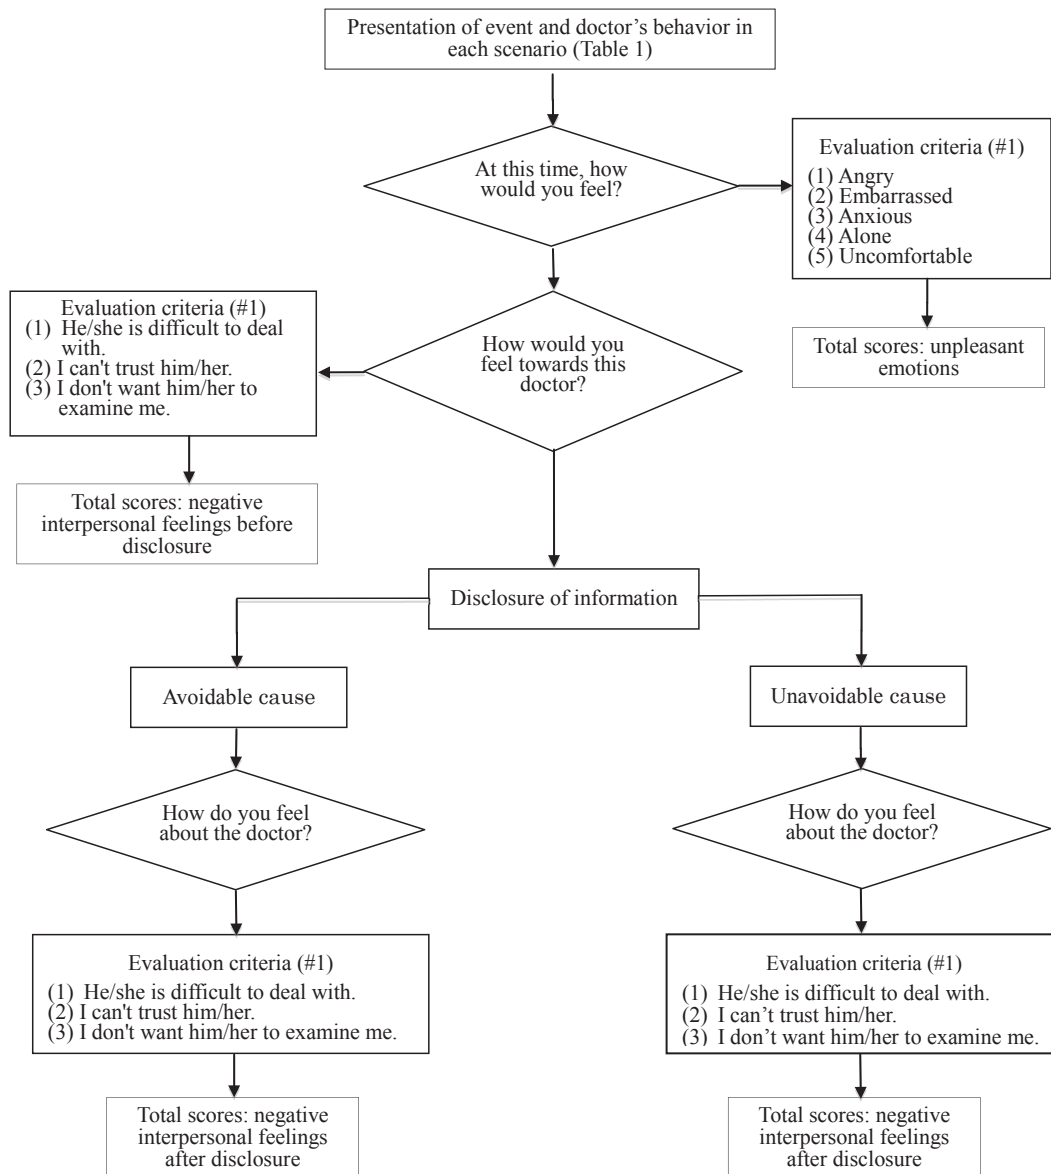 Presentation of event and doctor’s behavior in
each scenario (Table 1)
At this time, how
would you feel?
Evaluation criteria (#1)
(1) Angry
(2) Embarrassed
(3) Anxious
(4) Alone
(5) Uncomfortable
Total scores: unpleasant
emotions
How would you
feel towards this
doctor?
Evaluation criteria (#1)
(1) He/she is difficult to deal
with.
(2) I can't trust him/her.
(3) I don't want him/her to
examine me.
Total scores: negative
interpersonal feelings before
disclosure
Disclosure of information
Avoidable cause
How do you feel
about the doctor?
Evaluation criteria (#1)
(1) He/she is difficult to deal with.
(2) I can't trust him/her.
(3) I don't want him/her to examine me.
Total scores: negative
interpersonal feelings
after disclosure
Unavoidable cause
How do you feel
about the doctor?
Evaluation criteria (#1)
(1) He/she is difficult to deal with.
(2) I can’t trust him/her.
(3) I don’t want him/her to examine me.
Total scores: negative
interpersonal feelings
after disclosure